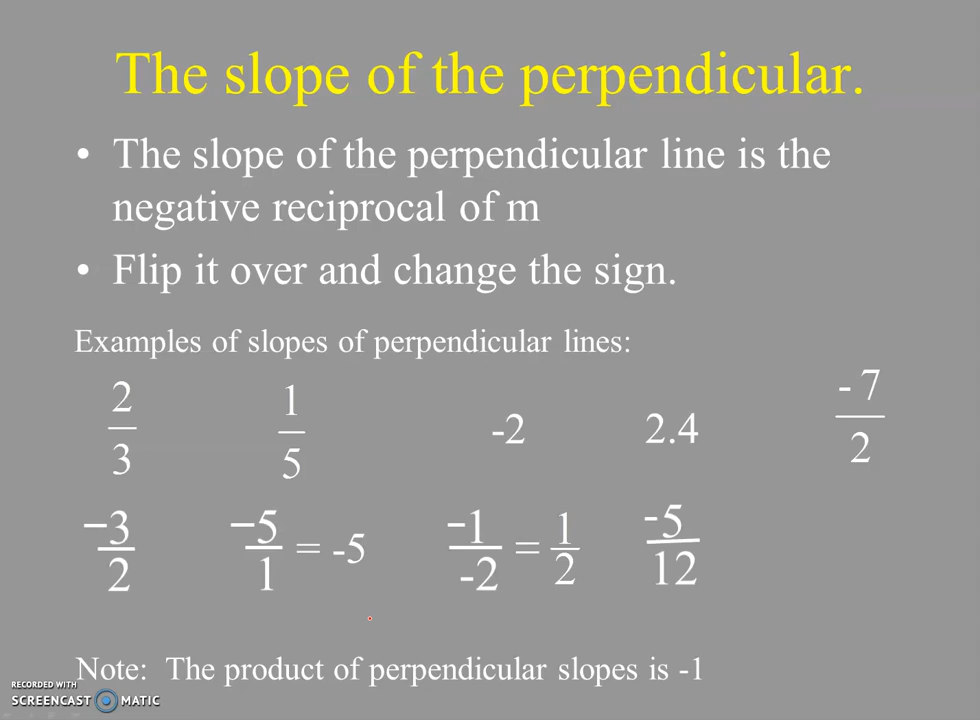 The slope of the perpendicular.
• The slope of the perpendicular line is the
negative reciprocal of m
• Flip it over and change the sign.
Examples of slopes of perpendicular lines:
2/3 1/5 -2 2.4 -7/2
-3/2 -5/1 = -5 -1/-2 = 1/2 -5/12
Note: The product of perpendicular slopes is -1
RECORDED WITH
SCREENCAST MATIC